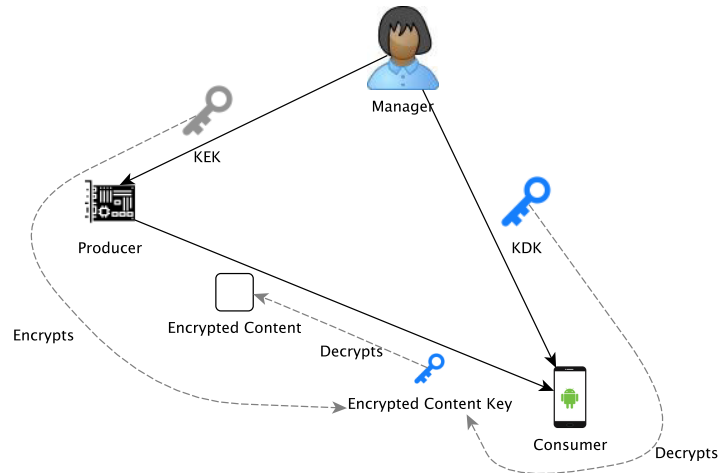 Manager
KEK
KDK
Producer
Encrypted Content
Encrypts
Decrypts
Encrypted Content Key
Consumer
Decrypts